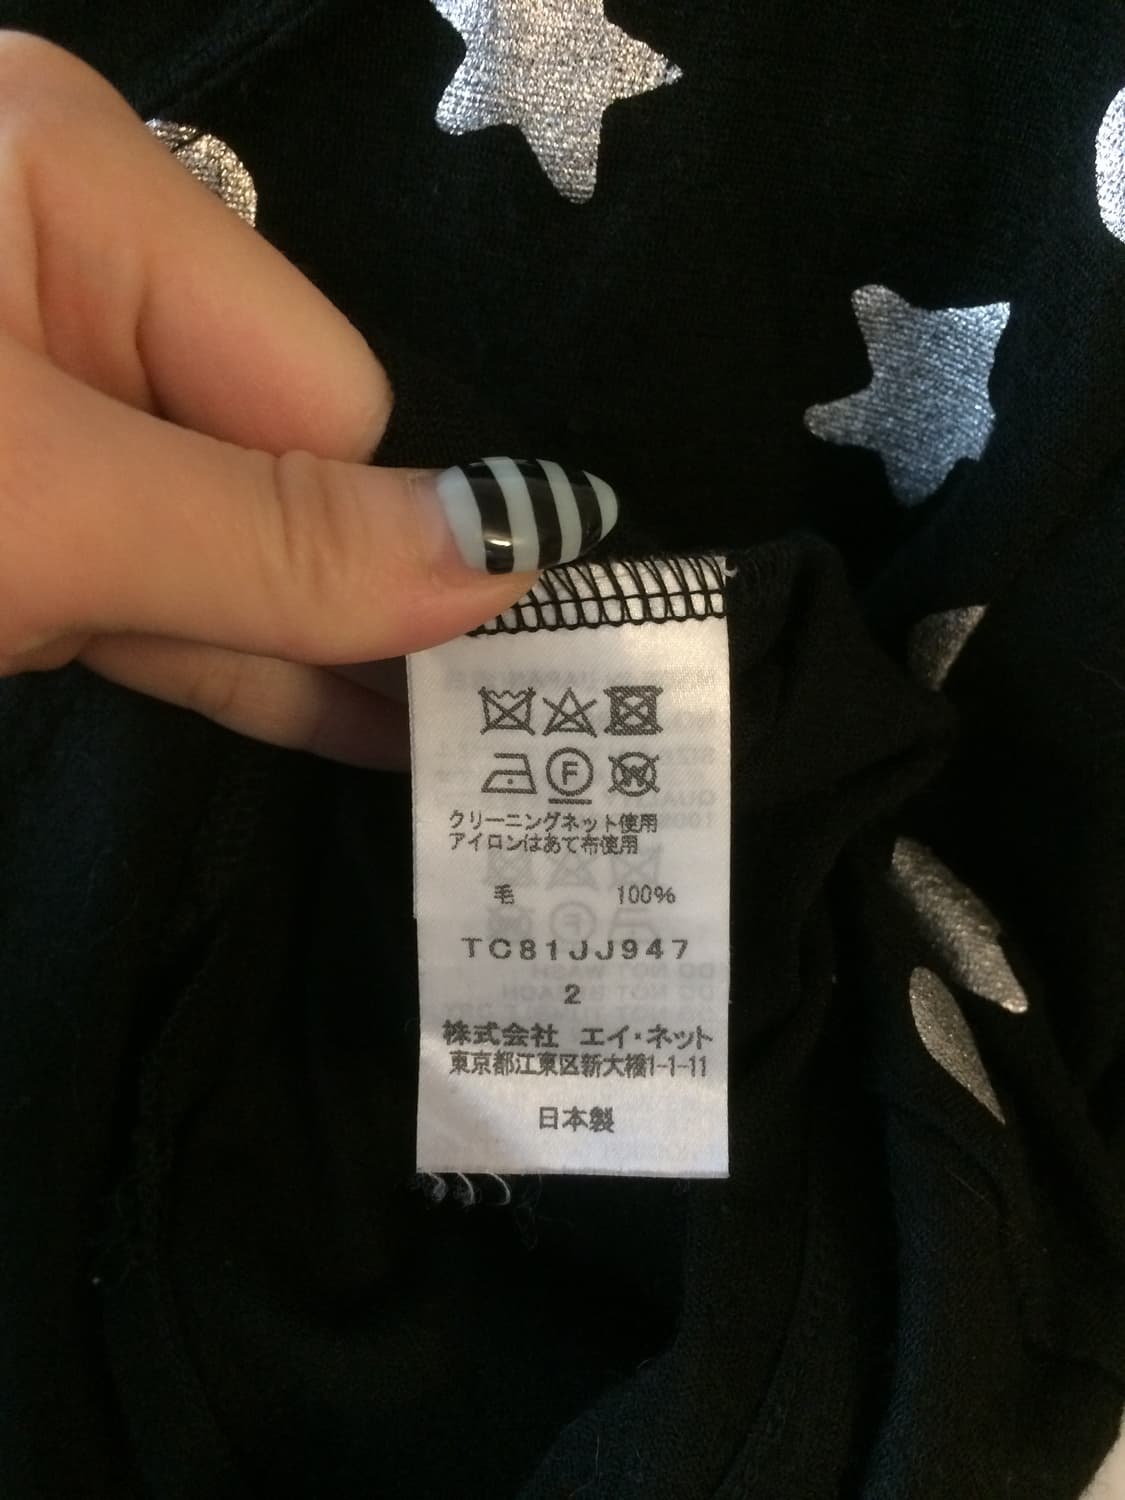 F W
クリーニングネット使用
アイロンはあて布使用
毛 100%
TC81JJ947
2
株式会社 エイ・ネット
東京都江東区新大橋1-1-11
日本製